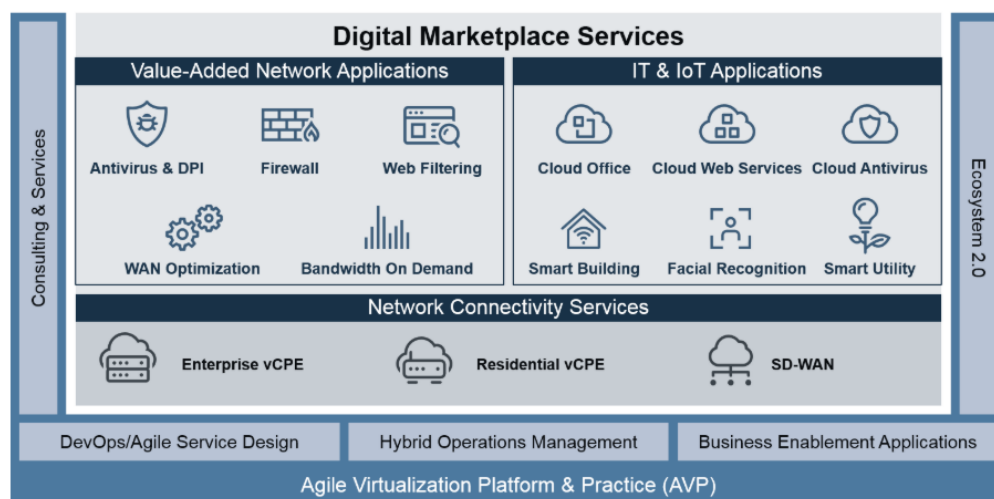 Digital Marketplace Services
Consulting & Services
Value-Added Network Applications
Antivirus & DPI
Firewall
Web Filtering
WAN Optimization
Bandwidth On Demand
IT & IoT Applications
Cloud Office
Cloud Web Services
Cloud Antivirus
Smart Building
Facial Recognition
Smart Utility
Ecosystem 2.0
Network Connectivity Services
Enterprise vCPE
Residential vCPE
SD-WAN
DevOps/Agile Service Design
Hybrid Operations Management
Business Enablement Applications
Agile Virtualization Platform & Practice (AVP)